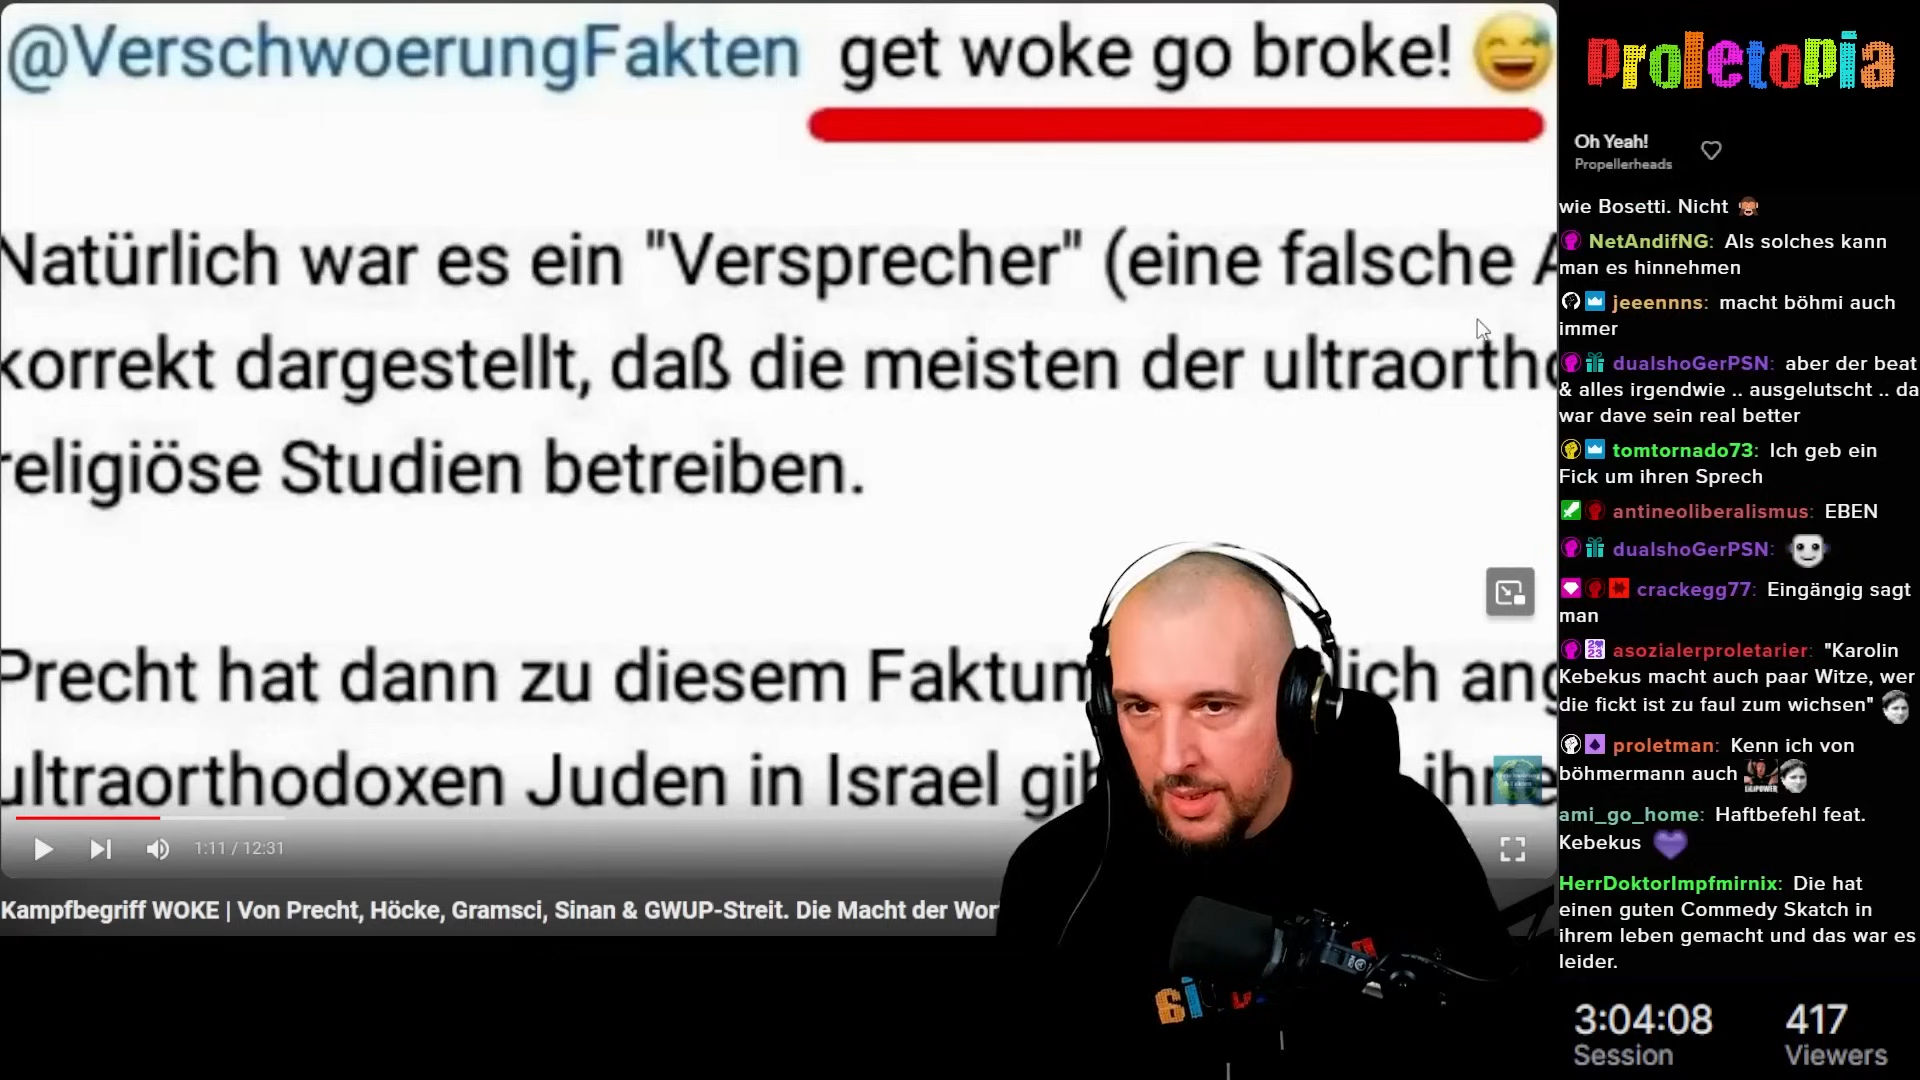 @VerschwoerungFakten get woke go broke!
Natürlich war es ein "Versprecher" (eine falsche
korrekt dargestellt, daß die meisten der ultraortho
religiöse Studien betreiben.
Precht hat dann zu diesem Faktum lich ang
ultraorthodoxen Juden in Israel gib ihne
1:11 / 12:31
Kampfbegriff WOKE | Von Precht, Höcke, Gramsci, Sinan & GWUP-Streit. Die Macht der Wor
proletopia
Oh Yeah!
Propellerheads
wie Bosetti. Nicht
NetAndifNG: Als solches kann
man es hinnehmen
jeeennns: macht böhmi auch
immer
dualshoGerPSN: aber der beat
& alles irgendwie .. ausgelutscht .. da
war dave sein real better
tomtornado73: Ich geb ein
Fick um ihren Sprech
antineoliberalismus: EBEN
dualshoGerPSN:
crackegg77: Eingängig sagt
man
asozialerproletarier: "Karolin
Kebekus macht auch paar Witze, wer
die fickt ist zu faul zum wichsen"
proletman: Kenn ich von
böhmermann auch
ami_go_home: Haftbefehl feat.
Kebekus
HerrDoktorImpfmirnix: Die hat
einen guten Commedy Skatch in
ihrem leben gemacht und das war es
leider.
3:04:08 417
Session Viewers